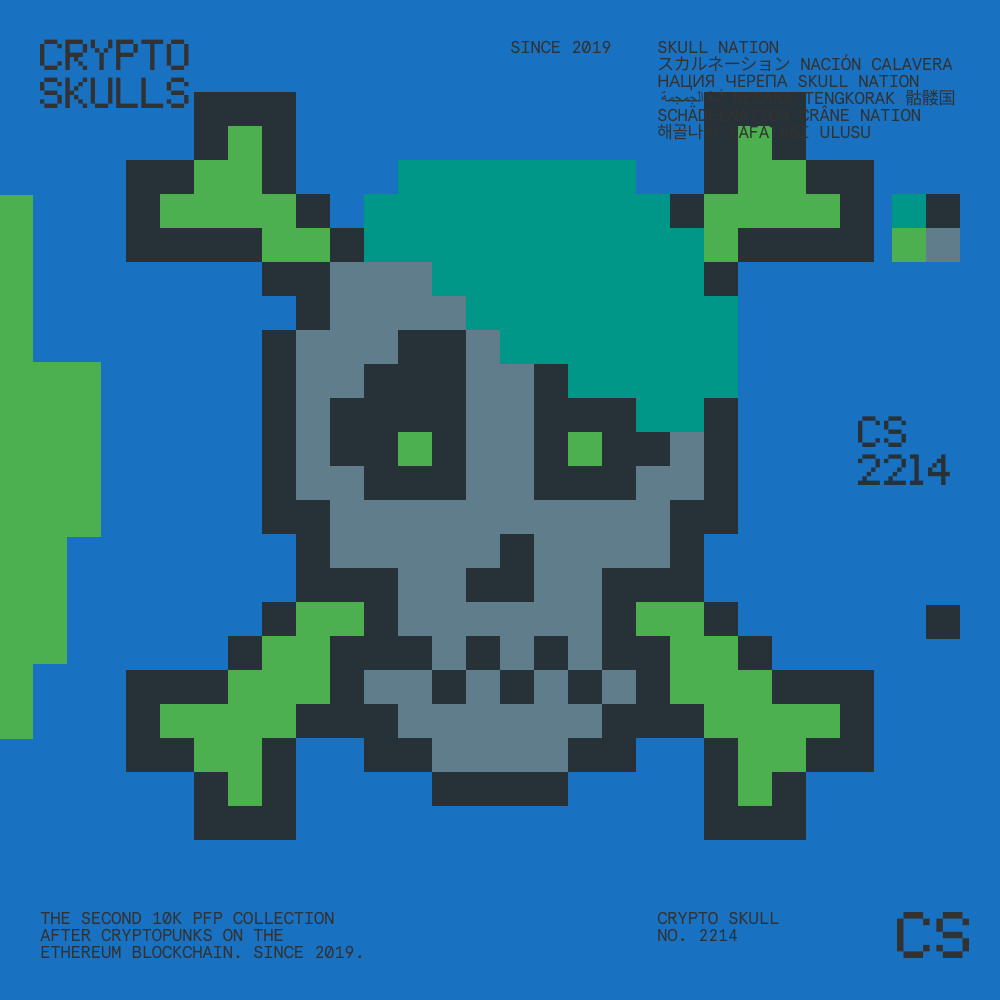 CRYPTO
SKULLS
SINCE 2019
SKULL NATION
スカルネーション NACIÓN CALAVERA
НАЦИЯ ЧЕРЕПА SKULL NATION
TENGKORAK 骷髅国
CRÂNE NATION
해골 ULUSU
CS
2214
THE SECOND 10K PFP COLLECTION
AFTER CRYPTOPUNKS ON THE
ETHEREUM BLOCKCHAIN. SINCE 2019.
CRYPTO SKULL
NO. 2214
CS